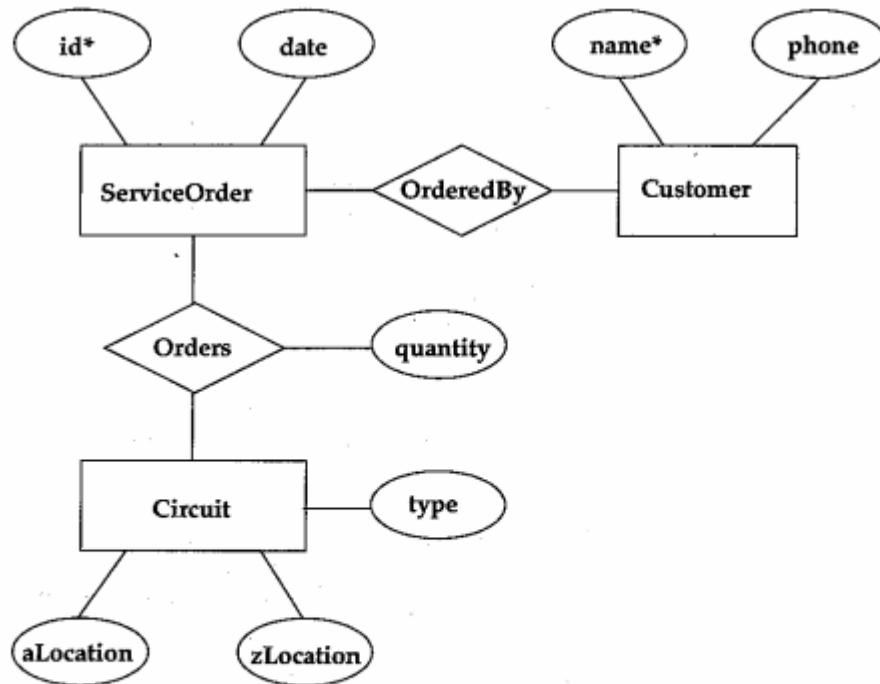 id*
date
name*
phone
ServiceOrder
OrderedBy
Customer
Orders
quantity
Circuit
type
aLocation
zLocation